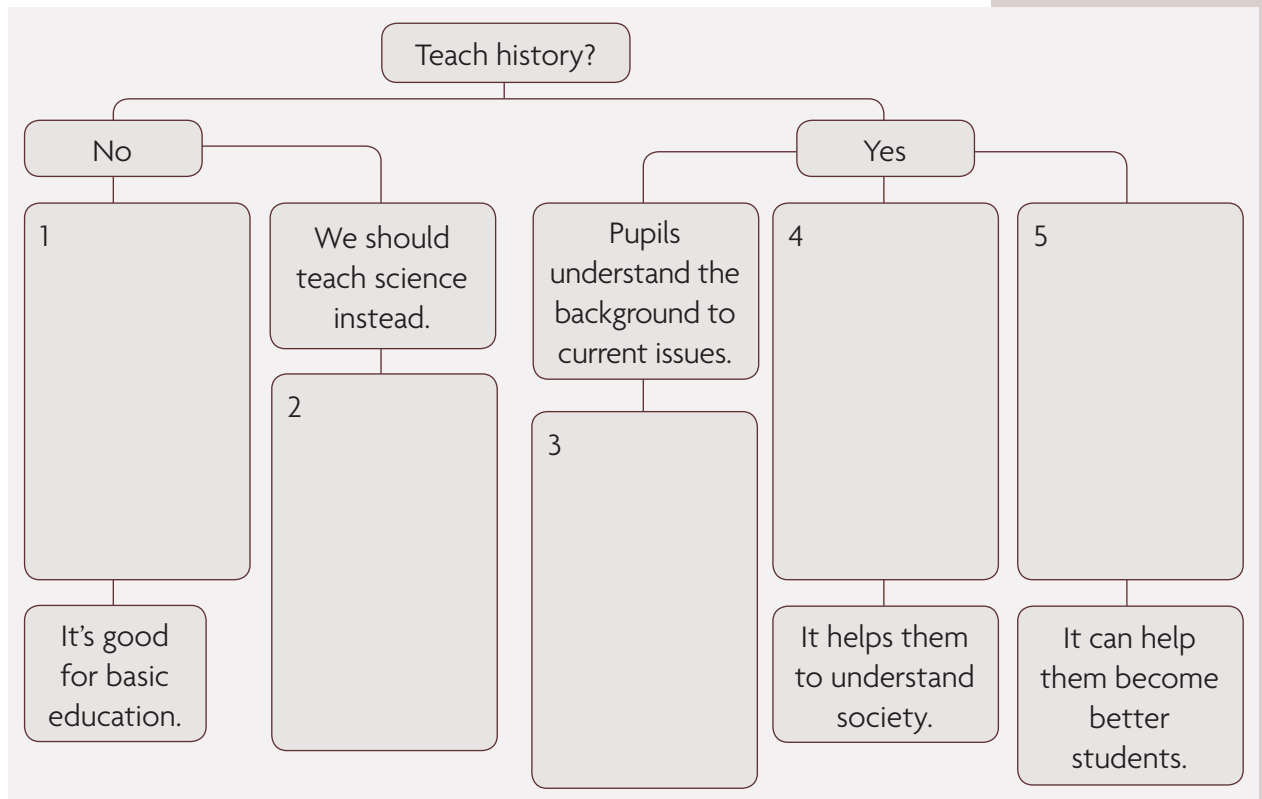 Teach history?
No
Yes
1
We should
teach science
instead.
2
Pupils
understand the
background to
current issues.
3
4
5
It's good
for basic
education.
It helps them
to understand
society.
It can help
them become
better
students.